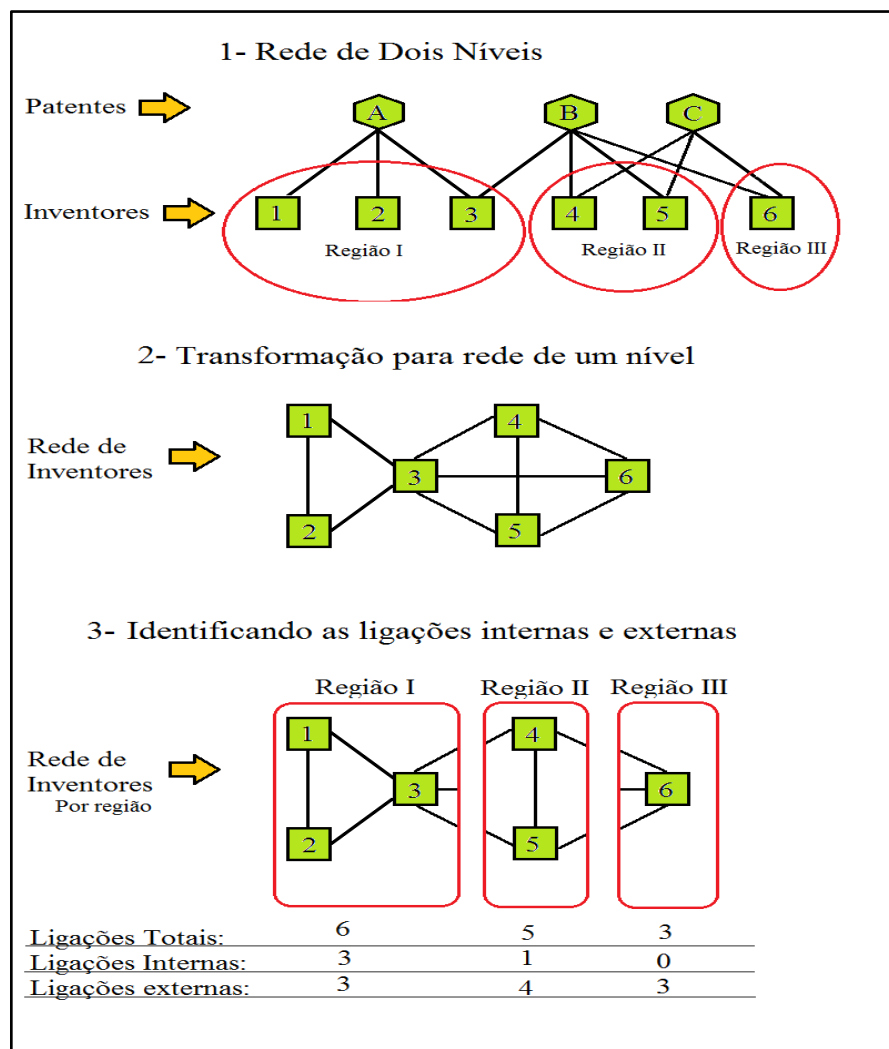 1- Rede de Dois Níveis
Patentes
A B C
Inventores
1 2 3 4 5 6
Região I Região II Região III
2- Transformação para rede de um nível
Rede de
Inventores
1 4
3 6
2 5
3- Identificando as ligações internas e externas
Região I Região II Região III
Rede de
Inventores
Por região
1 4
3 6
2 5
Ligações Totais: 6 5 3
Ligações Internas: 3 1 0
Ligações externas: 3 4 3